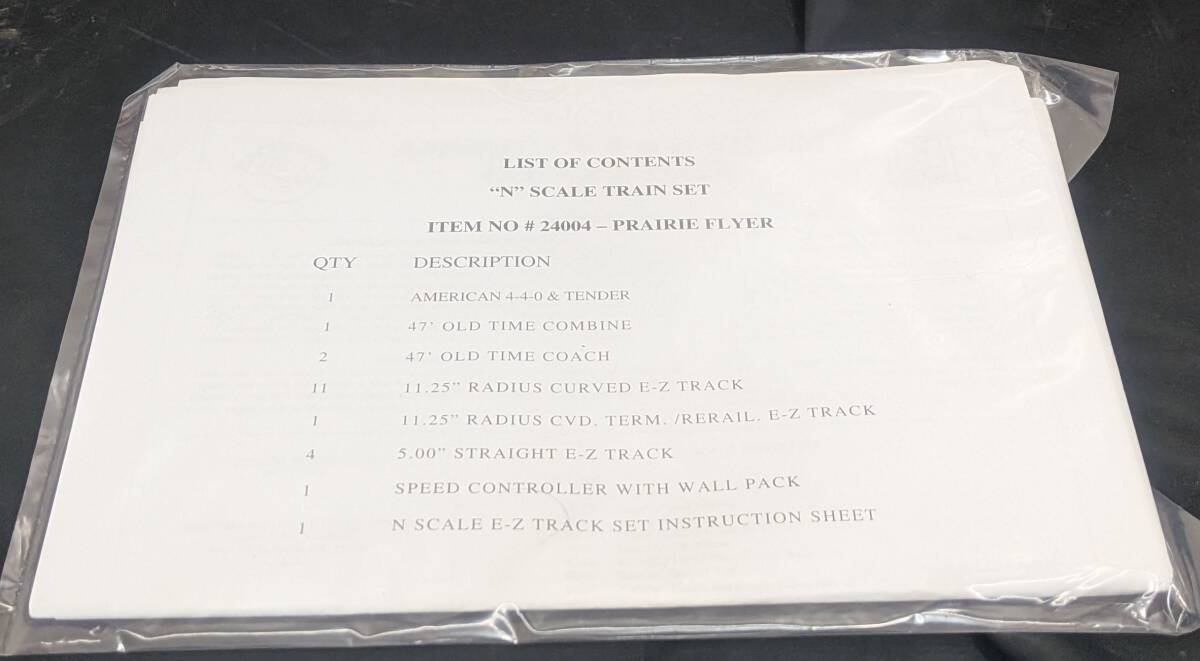 LIST OF CONTENTS
“N” SCALE TRAIN SET
ITEM NO # 24004 – PRAIRIE FLYER
QTY DESCRIPTION
1 AMERICAN 4-4-0 & TENDER
1 47’ OLD TIME COMBINE
2 47’ OLD TIME COACH
11 11.25” RADIUS CURVED E-Z TRACK
1 11.25” RADIUS CVD. TERM. /RERAIL. E-Z TRACK
4 5.00” STRAIGHT E-Z TRACK
1 SPEED CONTROLLER WITH WALL PACK
1 N SCALE E-Z TRACK SET INSTRUCTION SHEET